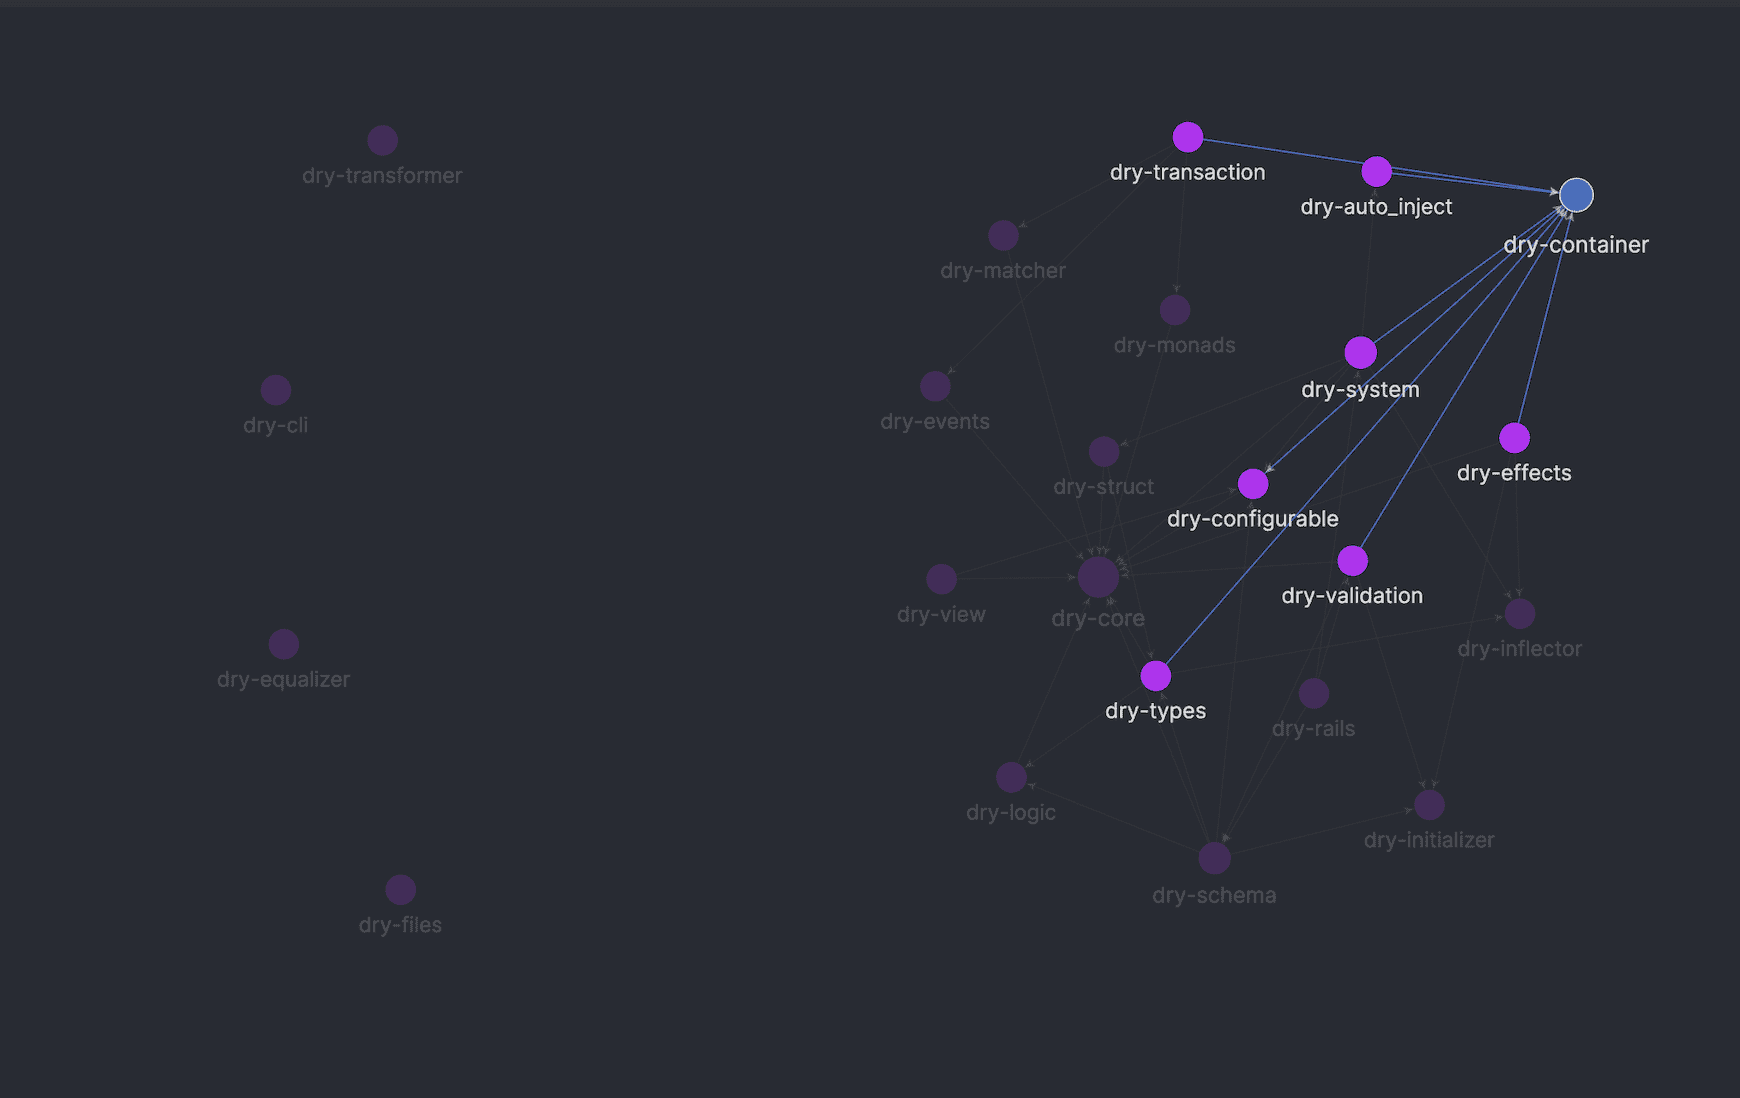 dry-transformer
dry-transaction
dry-auto_inject
dry-container
dry-matcher
dry-monads
dry-system
dry-cli
dry-events
dry-struct
dry-effects
dry-configurable
dry-validation
dry-view
dry-core
dry-inflector
dry-equalizer
dry-types
dry-rails
dry-logic
dry-initializer
dry-schema
dry-files